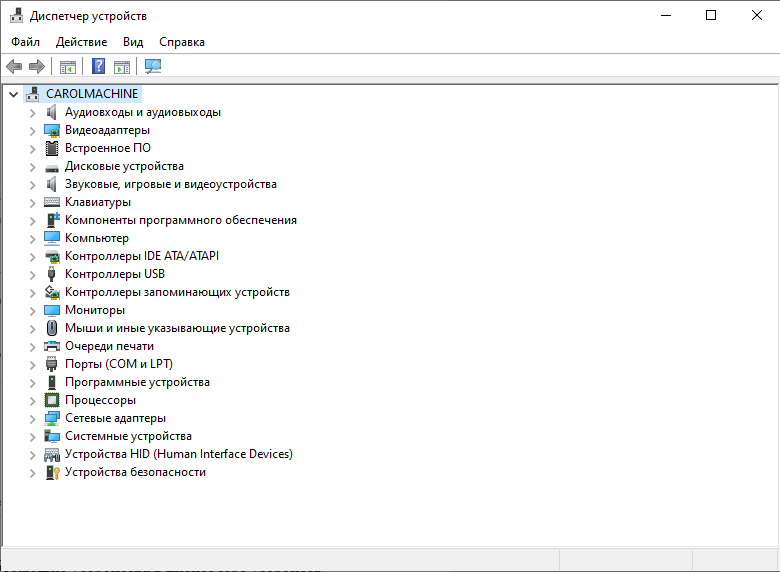 Диспетчер устройств
Файл Действие Вид Справка
CAROLMACHINE
Аудиовходы и аудиовыходы
Видеоадаптеры
Встроенное ПО
Дисковые устройства
Звуковые, игровые и видеоустройства
Клавиатуры
Компоненты программного обеспечения
Компьютер
Контроллеры IDE ATA/ATAPI
Контроллеры USB
Контроллеры запоминающих устройств
Мониторы
Мыши и иные указывающие устройства
Очереди печати
Порты (COM и LPT)
Программные устройства
Процессоры
Сетевые адаптеры
Системные устройства
Устройства HID (Human Interface Devices)
Устройства безопасности